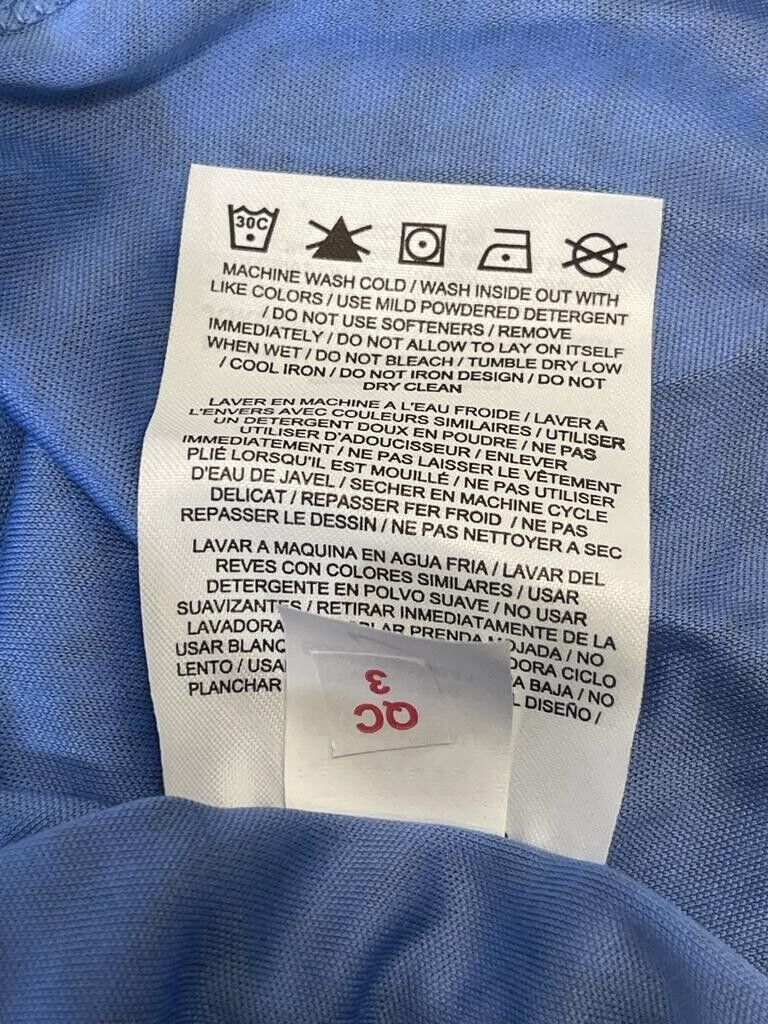 30C
MACHINE WASH COLD / WASH INSIDE OUT WITH
LIKE COLORS / USE MILD POWDERED DETERGENT
/ DO NOT USE SOFTENERS / REMOVE
IMMEDIATELY / DO NOT ALLOW TO LAY ON ITSELF
WHEN WET / DO NOT BLEACH / TUMBLE DRY LOW
/ COOL IRON / DO NOT IRON DESIGN / DO NOT
DRY CLEAN
LAVER EN MACHINE A L'EAU FROIDE / LAVER A
L'ENVERS AVEC COULEURS SIMILAIRES / UTILISER
UN DETERGENT DOUX EN POUDRE / NE PAS
UTILISER D'ADOUCISSEUR / ENLEVER
IMMEDIATEMENT / NE PAS LAISSER LE VÊTEMENT
PLIÉ LORSQU'IL EST MOUILLÉ / NE PAS UTILISER
D'EAU DE JAVEL / SECHER EN MACHINE CYCLE
DELICAT / REPASSER FER FROID / NE PAS
REPASSER LE DESSIN / NE PAS NETTOYER A SEC
LAVAR A MAQUINA EN AGUA FRIA / LAVAR DEL
REVES CON COLORES SIMILARES / USAR
DETERGENTE EN POLVO SUAVE / NO USAR
SUAVIZANTES / RETIRAR INMEDIATAMENTE DE LA
LAVADORA PRENDA MOJADA / NO
USAR CICLO
LENTO / BAJA / NO
PLANCHAR DISEÑO /
QC
3